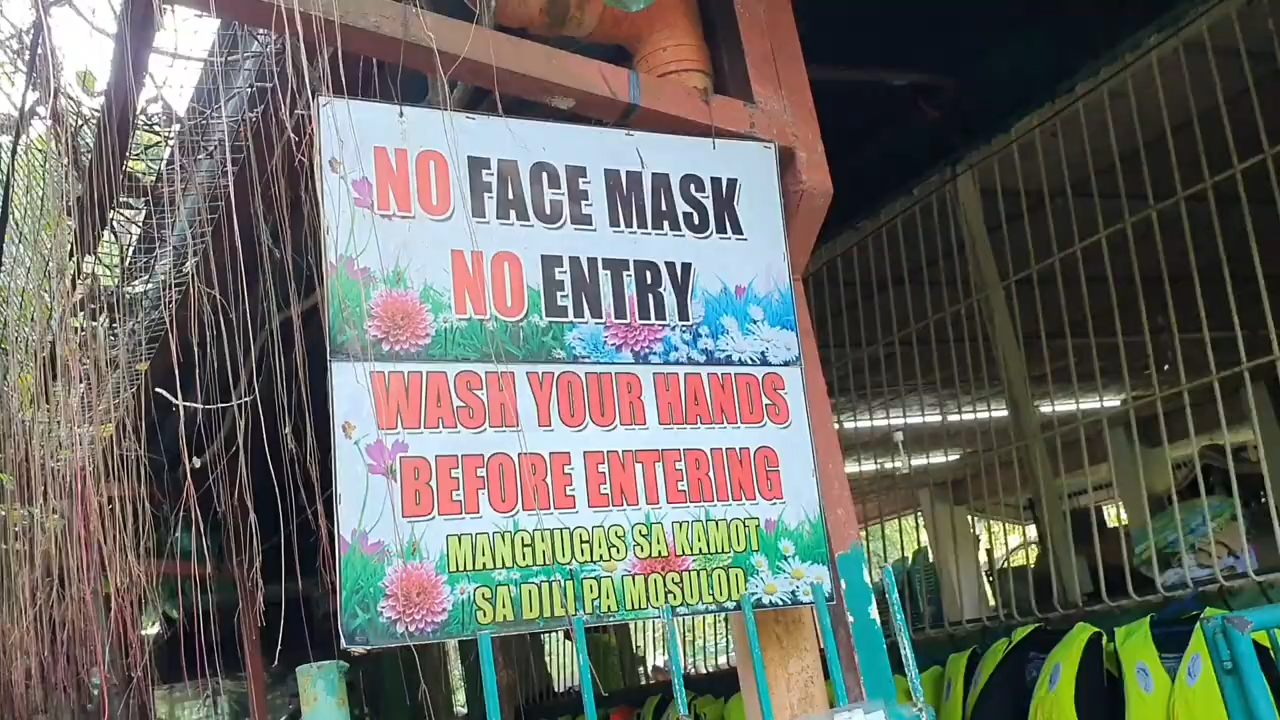 NO FACE MASK
NO ENTRY
WASH YOUR HANDS
BEFORE ENTERING
MANGHUGAS SA KAMOT
SA DILI PA MOSULOD